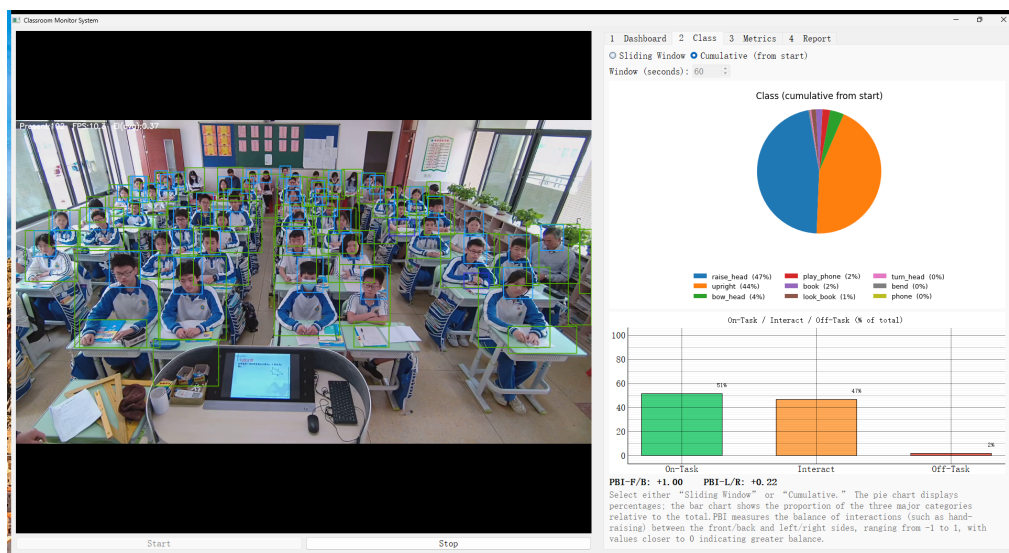 Classroom Monitor System
1 Dashboard 2 Class 3 Metrics 4 Report
Sliding Window Cumulative (from start)
Window (seconds): 60
Class (cumulative from start)
raise_head (47%) play_phone (2%) turn_head (0%)
upright (44%) book (2%) bend (0%)
bow_head (4%) look_book (1%) phone (0%)
On-Task / Interact / Off-Task (% of total)
100
80
60
40
20
0
51%
47%
2%
On-Task Interact Off-Task
PBI-F/B: +1.00 PBI-L/R: +0.22
Select either “Sliding Window” or “Cumulative.” The pie chart displays
percentages; the bar chart shows the proportion of the three major categories
relative to the total.PBI measures the balance of interactions (such as hand-
raising) between the front/back and left/right sides, ranging from -1 to 1, with
values closer to 0 indicating greater balance.
Start Stop